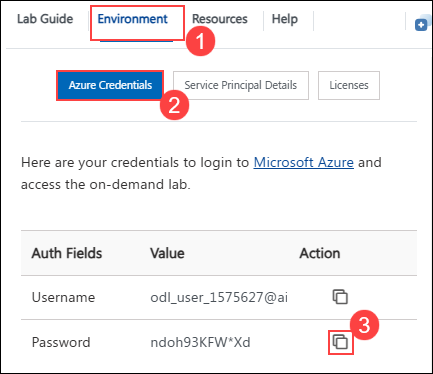 Lab Guide Environment Resources Help
1
Azure Credentials Service Principal Details Licenses
2
Here are your credentials to login to Microsoft Azure and
access the on-demand lab.
Auth Fields Value Action
Username odl_user_1575627@ai
3
Password ndoh93KFW*Xd